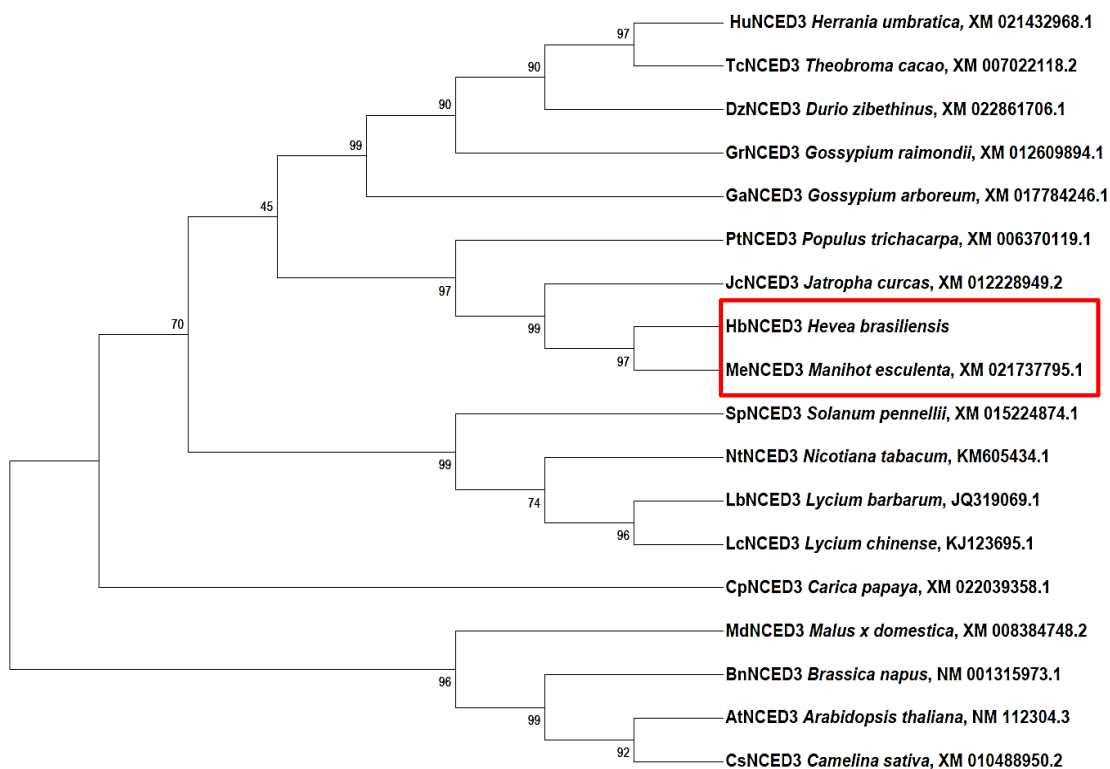 HuNCED3 Herrania umbratica, XM 021432968.1
97
TcNCED3 Theobroma cacao, XM 007022118.2
90
DzNCED3 Durio zibethinus, XM 022861706.1
90
GrNCED3 Gossypium raimondii, XM 012609894.1
99
GaNCED3 Gossypium arboreum, XM 017784246.1
45
PtNCED3 Populus trichacarpa, XM 006370119.1
97
JcNCED3 Jatropha curcas, XM 012228949.2
99
HbNCED3 Hevea brasiliensis
70
97
MeNCED3 Manihot esculenta, XM 021737795.1
SpNCED3 Solanum pennellii, XM 015224874.1
99
NtNCED3 Nicotiana tabacum, KM605434.1
74
LbNCED3 Lycium barbarum, JQ319069.1
96
LcNCED3 Lycium chinense, KJ123695.1
CpNCED3 Carica papaya, XM 022039358.1
MdNCED3 Malus x domestica, XM 008384748.2
96
BnNCED3 Brassica napus, NM 001315973.1
99
AtNCED3 Arabidopsis thaliana, NM 112304.3
92
CsNCED3 Camelina sativa, XM 010488950.2